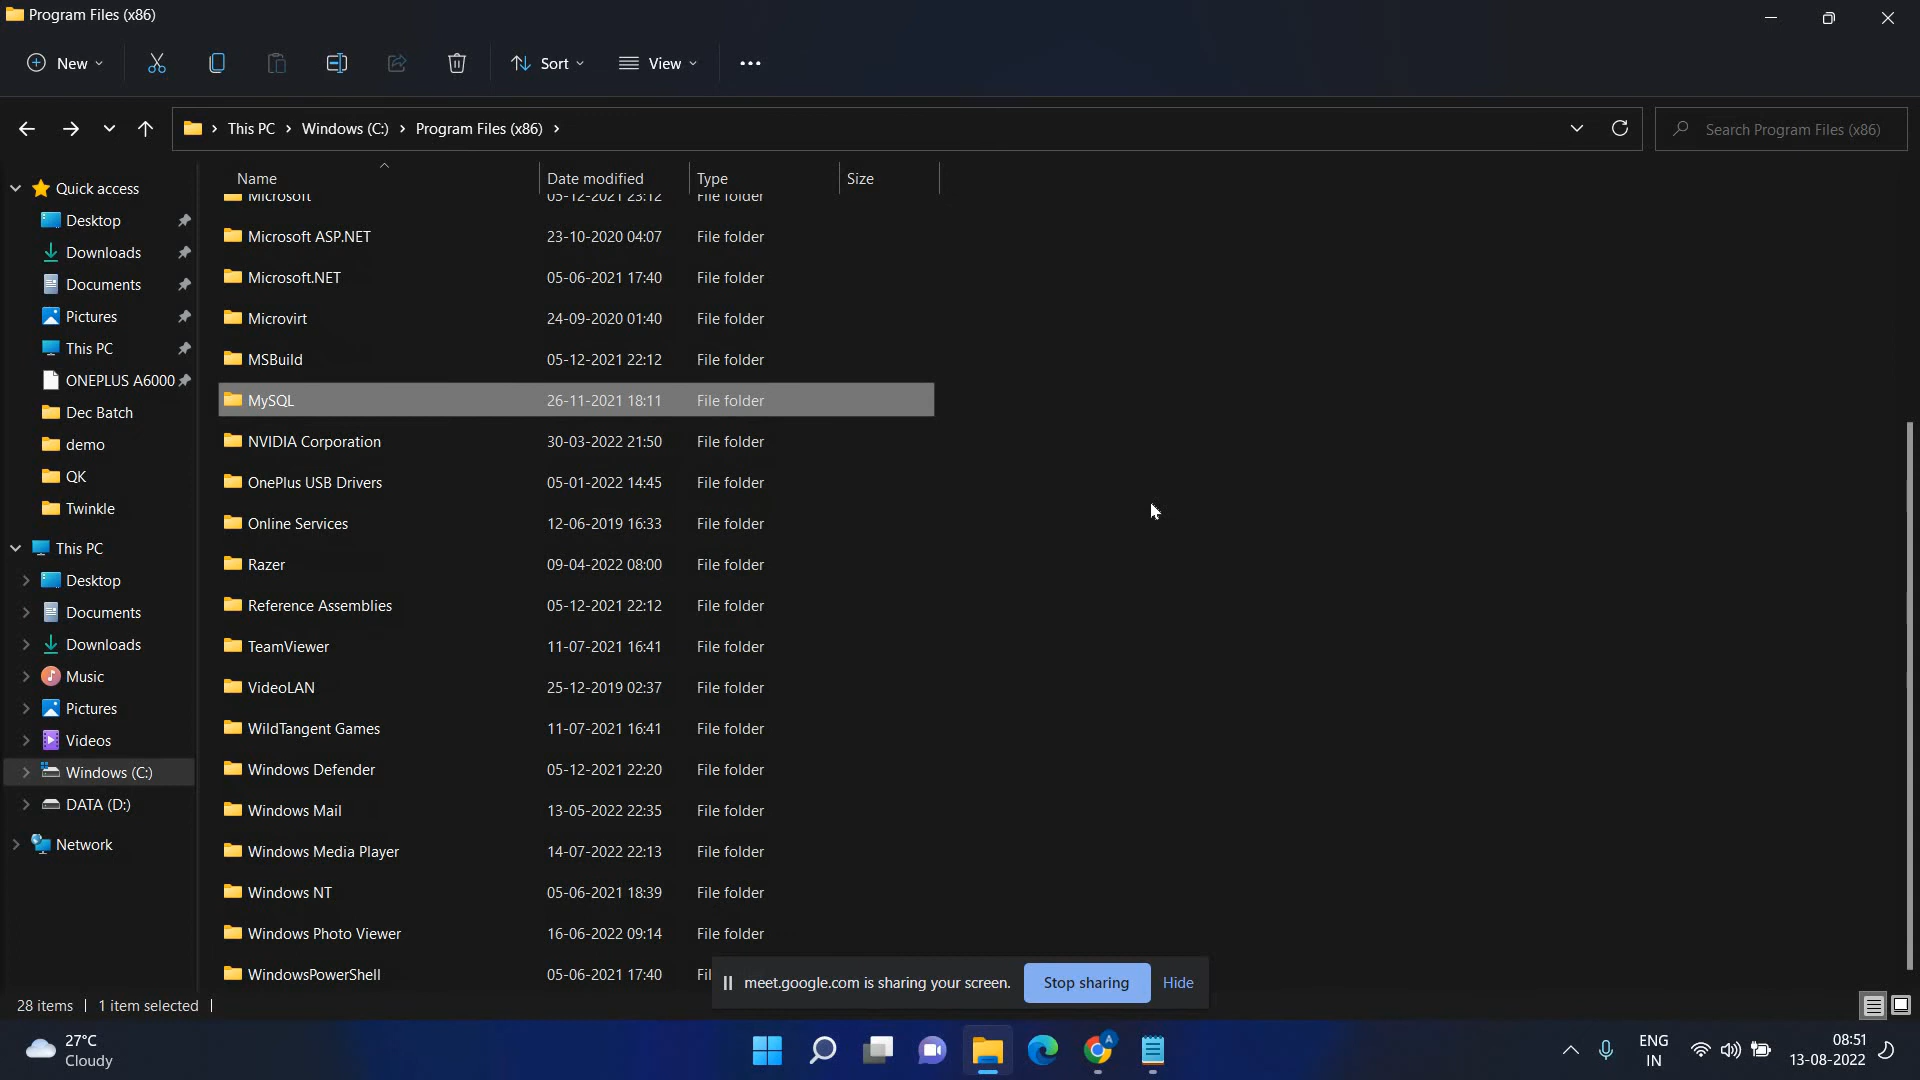 Program Files (x86)
New
Sort
View
This PC
Windows (C:)
Program Files (x86)
Search Program Files (x86)
Name
Date modified
Type
Size
Quick access
Desktop
Downloads
Documents
Pictures
This PC
ONEPLUS A6000
Dec Batch
demo
QK
Twinkle
This PC
Desktop
Documents
Downloads
Music
Pictures
Videos
Windows (C:)
DATA (D:)
Network
Microsoft 05-12-2021 23:12 File folder
Microsoft ASP.NET 23-10-2020 04:07 File folder
Microsoft.NET 05-06-2021 17:40 File folder
Microvirt 24-09-2020 01:40 File folder
MSBuild 05-12-2021 22:12 File folder
MySQL 26-11-2021 18:11 File folder
NVIDIA Corporation 30-03-2022 21:50 File folder
OnePlus USB Drivers 05-01-2022 14:45 File folder
Online Services 12-06-2019 16:33 File folder
Razer 09-04-2022 08:00 File folder
Reference Assemblies 05-12-2021 22:12 File folder
TeamViewer 11-07-2021 16:41 File folder
VideoLAN 25-12-2019 02:37 File folder
WildTangent Games 11-07-2021 16:41 File folder
Windows Defender 05-12-2021 22:20 File folder
Windows Mail 13-05-2022 22:35 File folder
Windows Media Player 14-07-2022 22:13 File folder
Windows NT 05-06-2021 18:39 File folder
Windows Photo Viewer 16-06-2022 09:14 File folder
WindowsPowerShell 05-06-2021 17:40
meet.google.com is sharing your screen.
Stop sharing
Hide
28 items
1 item selected
27°C
Cloudy
ENG
IN
08:51
13-08-2022